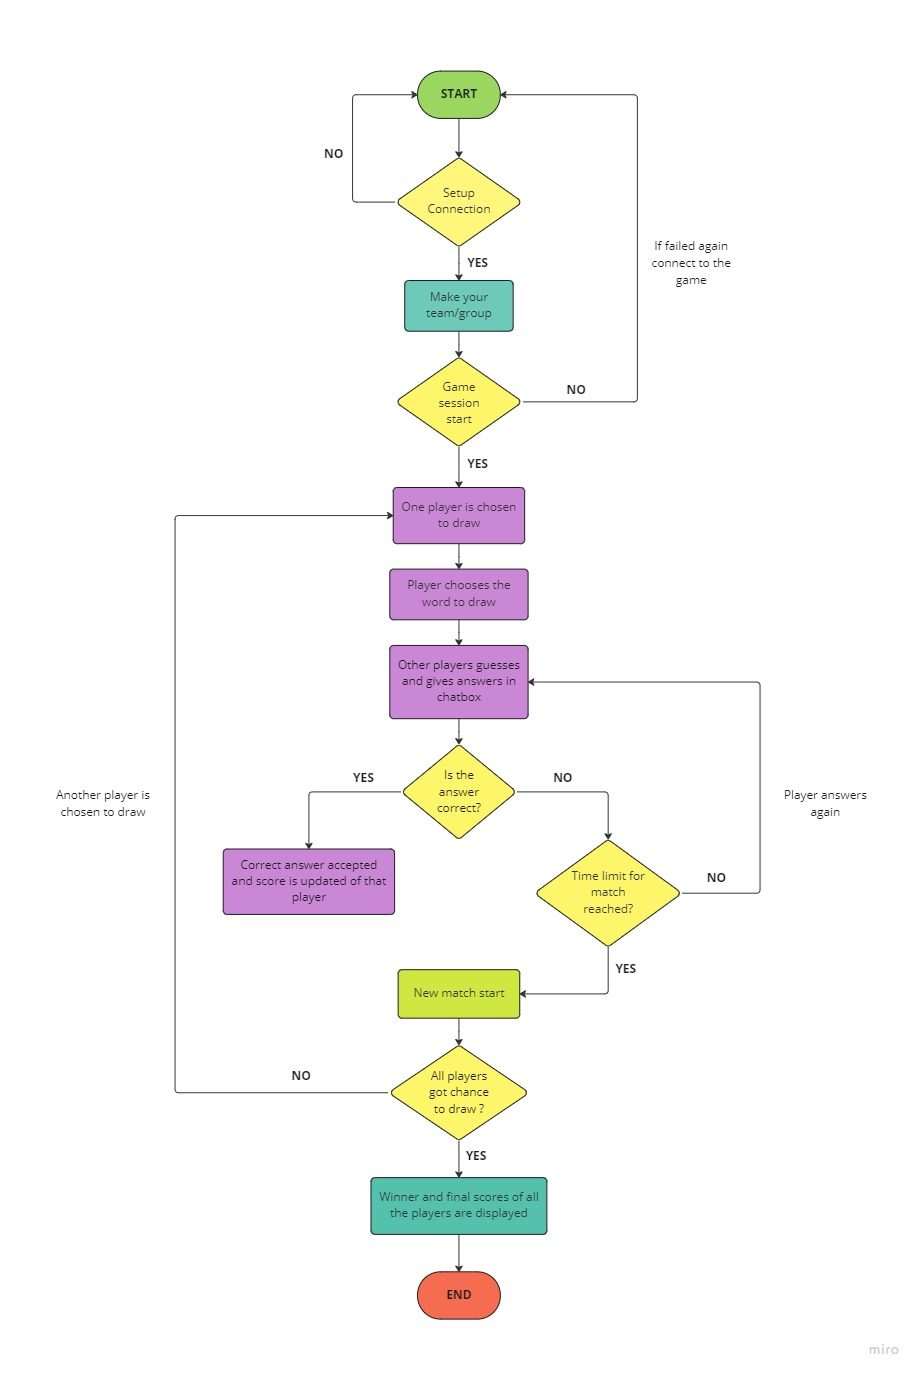 START
NO
Setup
Connection
YES
If failed again
connect to the
game
Make your
team/group
Game
session
start
NO
YES
One player is chosen
to draw
Player chooses the
word to draw
Other players guesses
and gives answers in
chatbox
Is the
answer
correct?
YES
NO
Another player is
chosen to draw
Player answers
again
Correct answer accepted
and score is updated of that
player
Time limit for
match
reached?
NO
YES
New match start
All players
got chance
to draw ?
NO
YES
Winner and final scores of all
the players are displayed
END
miro